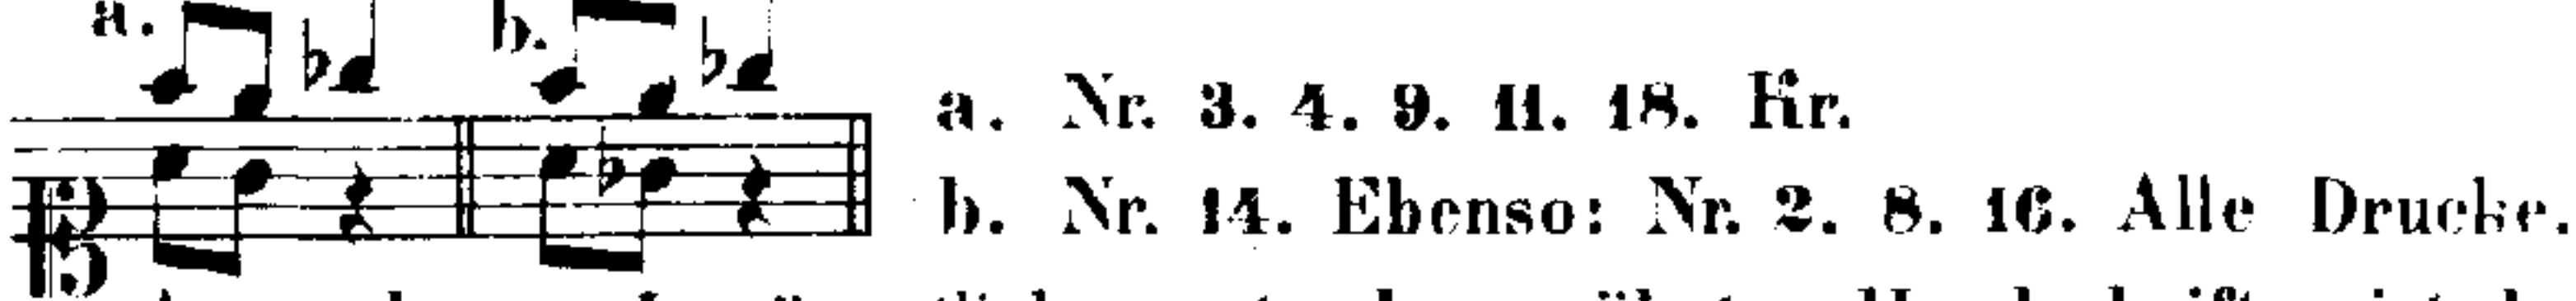 a. b.
a. Nr. 3. 4. 9. 11. 18. Kr.
b. Nr. 14. Ebenso: Nr. 2. 8. 16. Alle Drucke.